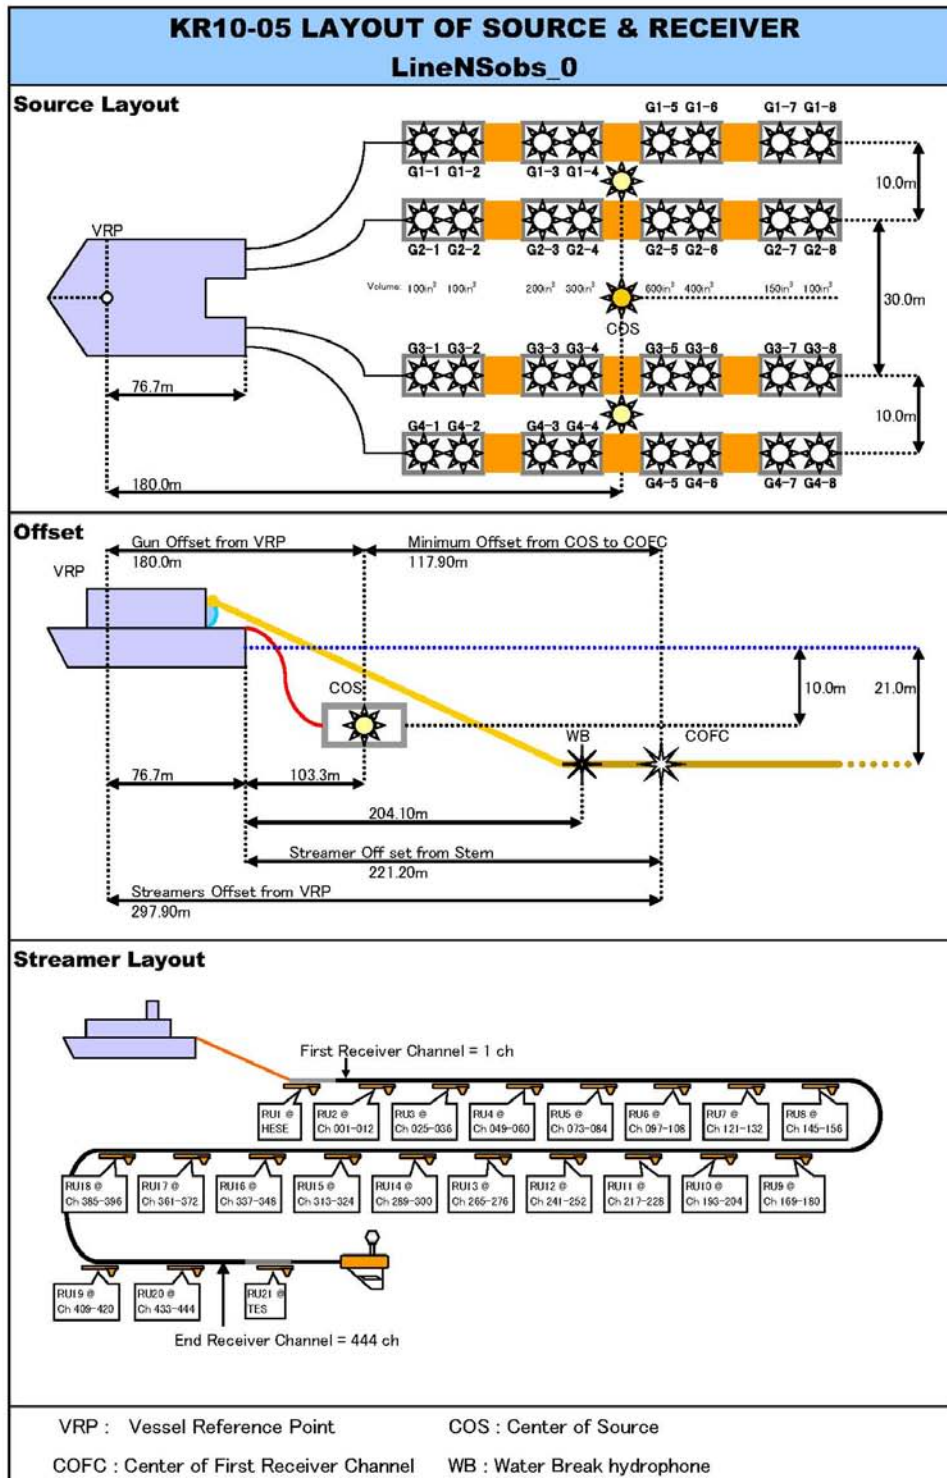 KR10-05 LAYOUT OF SOURCE & RECEIVER
LineNSobs_0
Source Layout
G1-5 G1-6 G1-7 G1-8
G1-1 G1-2 G1-3 G1-4
10.0m
VRP
G2-1 G2-2 G2-3 G2-4 G2-5 G2-6 G2-7 G2-8
Volume: 100in³ 100in³ 200in³ 300in³ 600in³ 400in³ 150in³ 100in³
30.0m
COS
G3-1 G3-2 G3-3 G3-4 G3-5 G3-6 G3-7 G3-8
76.7m
10.0m
G4-1 G4-2 G4-3 G4-4
G4-5 G4-6 G4-7 G4-8
180.0m
Offset
Gun Offset from VRP
180.0m
Minimum Offset from COS to COFC
117.90m
VRP
COS
10.0m
21.0m
WB
COFC
76.7m
103.3m
204.10m
Streamer Off set from Stern
221.20m
Streamers Offset from VRP
297.90m
Streamer Layout
First Receiver Channel = 1 ch
RU1 @
HESE
RU2 @
Ch 001-012
RU3 @
Ch 025-036
RU4 @
Ch 049-060
RU5 @
Ch 073-084
RU6 @
Ch 097-108
RU7 @
Ch 121-132
RU8 @
Ch 145-156
RU18 @
Ch 385-396
RU17 @
Ch 361-372
RU16 @
Ch 337-348
RU15 @
Ch 313-324
RU14 @
Ch 289-300
RU13 @
Ch 265-276
RU12 @
Ch 241-252
RU11 @
Ch 217-228
RU10 @
Ch 193-204
RU9 @
Ch 169-180
RU19 @
Ch 409-420
RU20 @
Ch 433-444
RU21 @
TES
End Receiver Channel = 444 ch
VRP : Vessel Reference Point
COS : Center of Source
COFC : Center of First Receiver Channel
WB : Water Break hydrophone